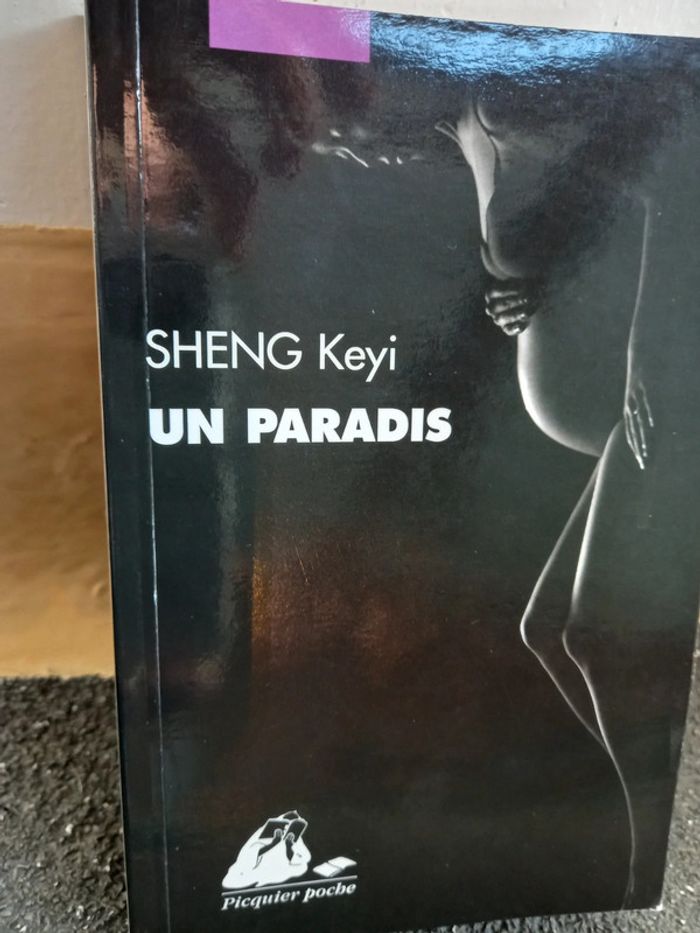 SHENG Keyi
UN PARADIS
Picquier poche